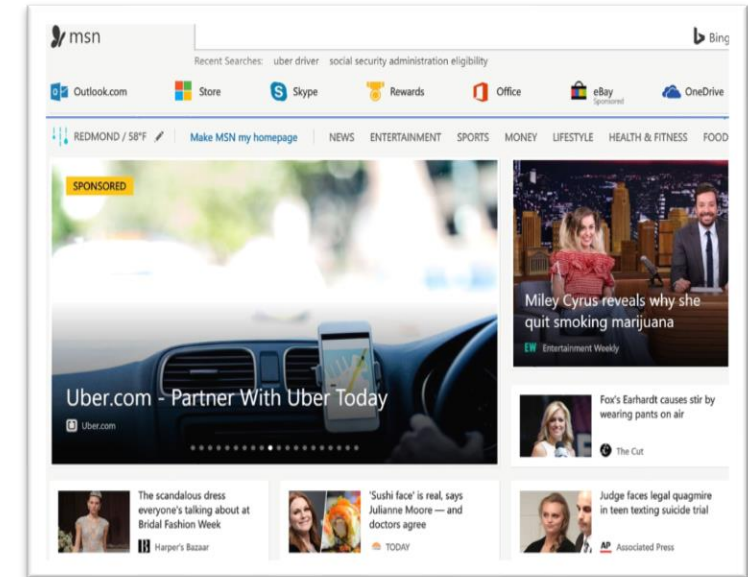 msn
Bing
Recent Searches: uber driver social security administration eligibility
Outlook.com Store Skype Rewards Office eBay OneDrive
Sponsored
REDMOND / 58°F Make MSN my homepage NEWS ENTERTAINMENT SPORTS MONEY LIFESTYLE HEALTH & FITNESS FOOD
SPONSORED
Uber.com - Partner With Uber Today
Uber.com
Miley Cyrus reveals why she
quit smoking marijuana
EW Entertainment Weekly
Fox's Earhardt causes stir by
wearing pants on air
The Cut
The scandalous dress
everyone's talking about at
Bridal Fashion Week
Harper's Bazaar
'Sushi face' is real, says
Julianne Moore — and
doctors agree
TODAY
Judge faces legal quagmire
in teen texting suicide trial
AP Associated Press